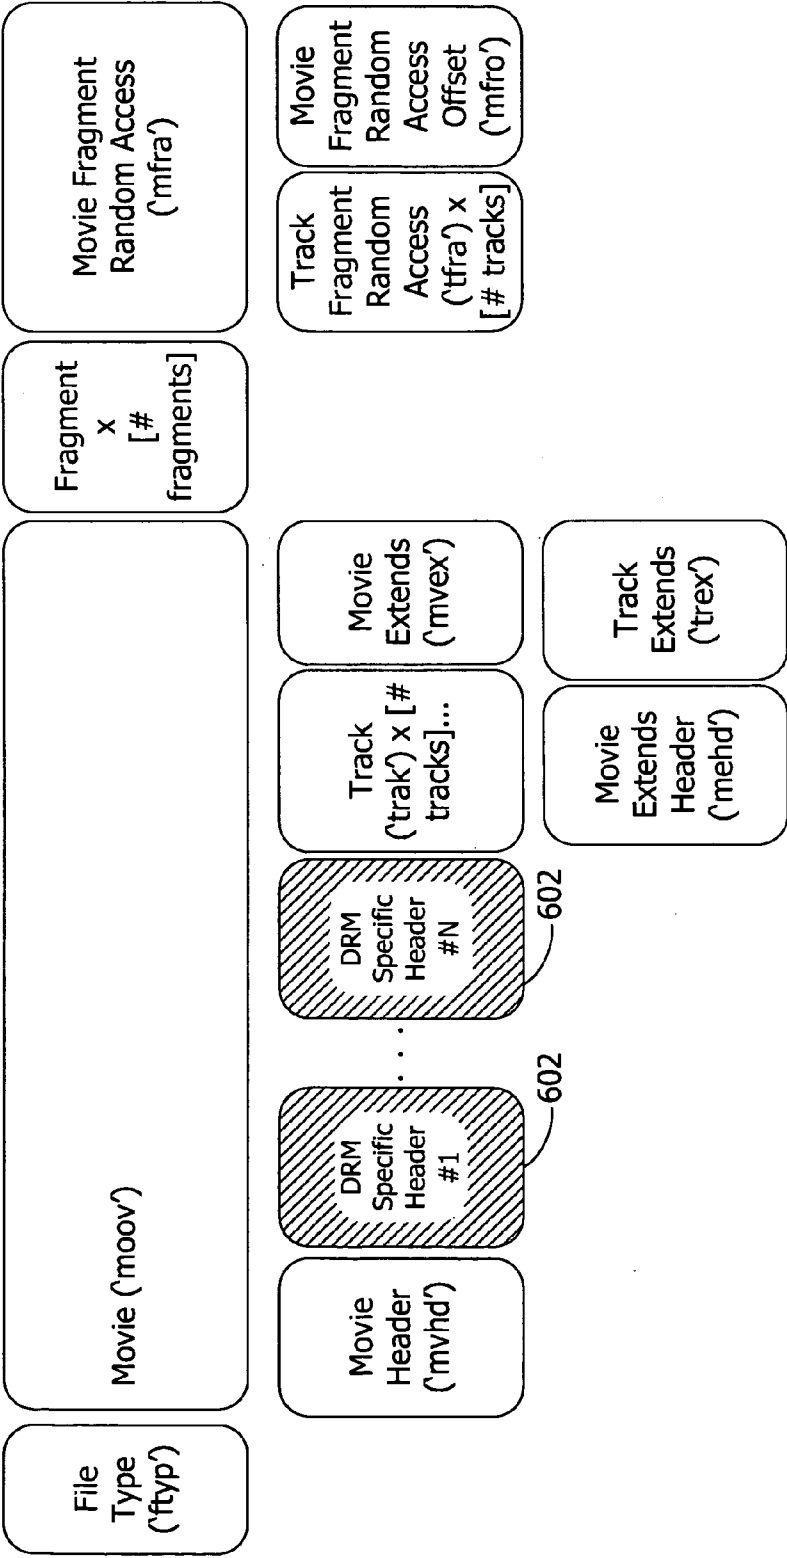 File
Type
('ftyp')
Movie ('moov')
Fragment
x
[#
fragments]
Movie Fragment
Random Access
('mfra')
Movie
Header
('mvhd')
DRM
Specific
Header
#1
602
. . .
DRM
Specific
Header
#N
602
Track
('trak') x [#
tracks]...
Movie
Extends
('mvex')
Track
Fragment
Random
Access
('tfra') x
[# tracks]
Movie
Fragment
Random
Access
Offset
('mfro')
Movie
Extends
Header
('mehd')
Track
Extends
('trex')